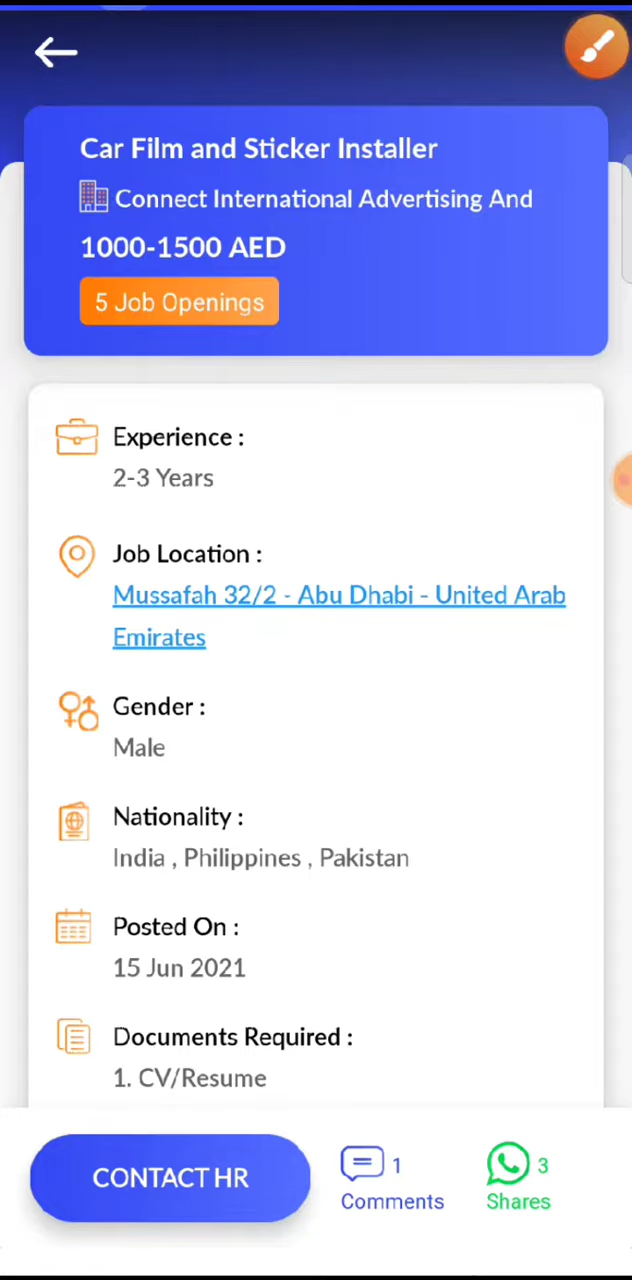 Car Film and Sticker Installer
Connect International Advertising And
1000-1500 AED
5 Job Openings
Experience :
2-3 Years
Job Location :
Mussafah 32/2 - Abu Dhabi - United Arab
Emirates
Gender :
Male
Nationality :
India , Philippines , Pakistan
Posted On :
15 Jun 2021
Documents Required :
1. CV/Resume
CONTACT HR
1
Comments
3
Shares